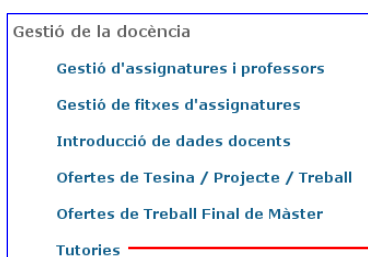 Gestió de la docència
Gestió d'assignatures i professors
Gestió de fitxes d'assignatures
Introducció de dades docents
Ofertes de Tesina / Projecte / Treball
Ofertes de Treball Final de Màster
Tutories